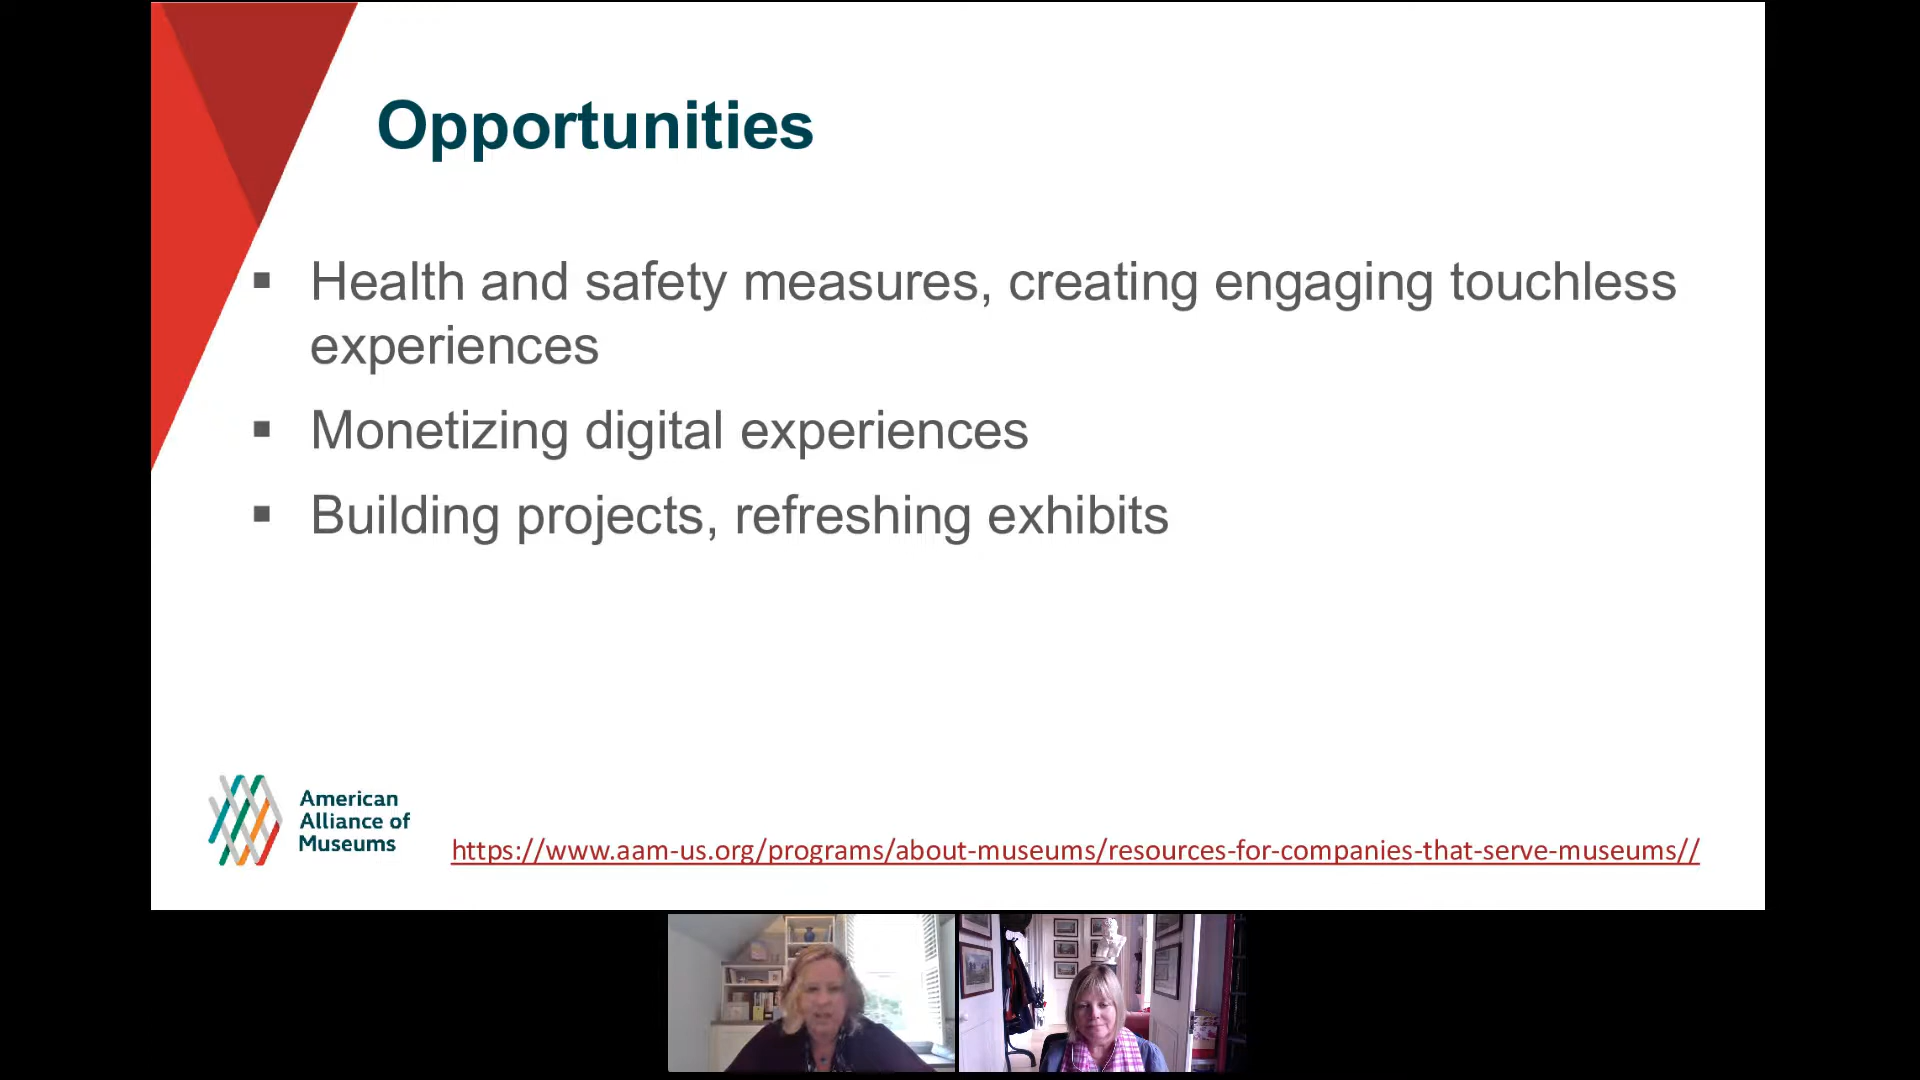 Opportunities
▪ Health and safety measures, creating engaging touchless
experiences
▪ Monetizing digital experiences
▪ Building projects, refreshing exhibits
American
Alliance of
Museums
https://www.aam-us.org/programs/about-museums/resources-for-companies-that-serve-museums//